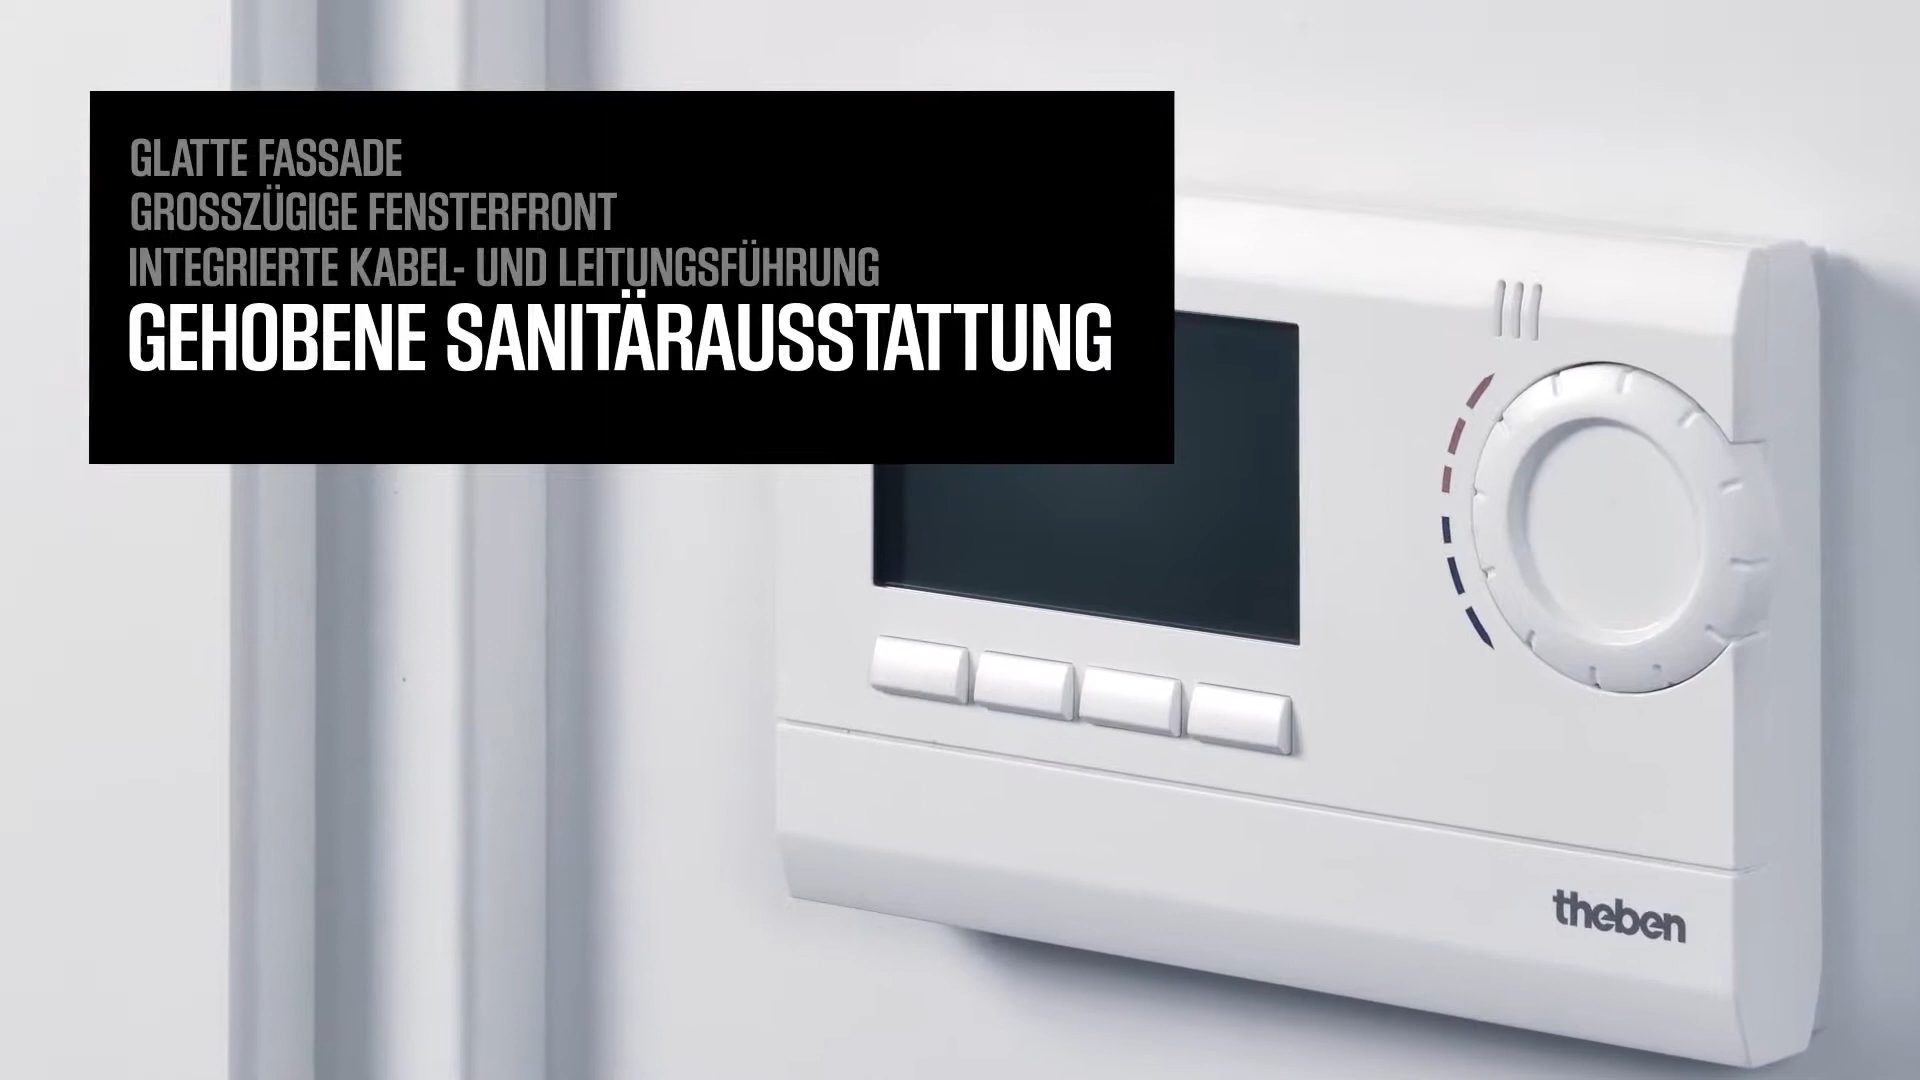 GLATTE FASSADE
GROSSZÜGIGE FENSTERFRONT
INTEGRIERTE KABEL- UND LEITUNGSFÜHRUNG
GEHOBENE SANITÄRAUSSTATTUNG
theben